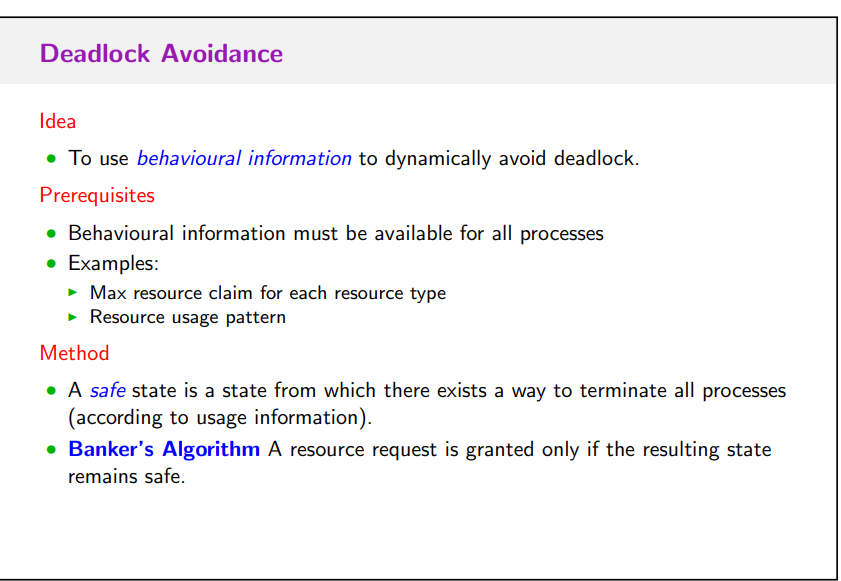 Deadlock Avoidance
Idea
• To use behavioural information to dynamically avoid deadlock.
Prerequisites
• Behavioural information must be available for all processes
• Examples:
▶ Max resource claim for each resource type
▶ Resource usage pattern
Method
• A safe state is a state from which there exists a way to terminate all processes
(according to usage information).
• Banker's Algorithm A resource request is granted only if the resulting state
remains safe.